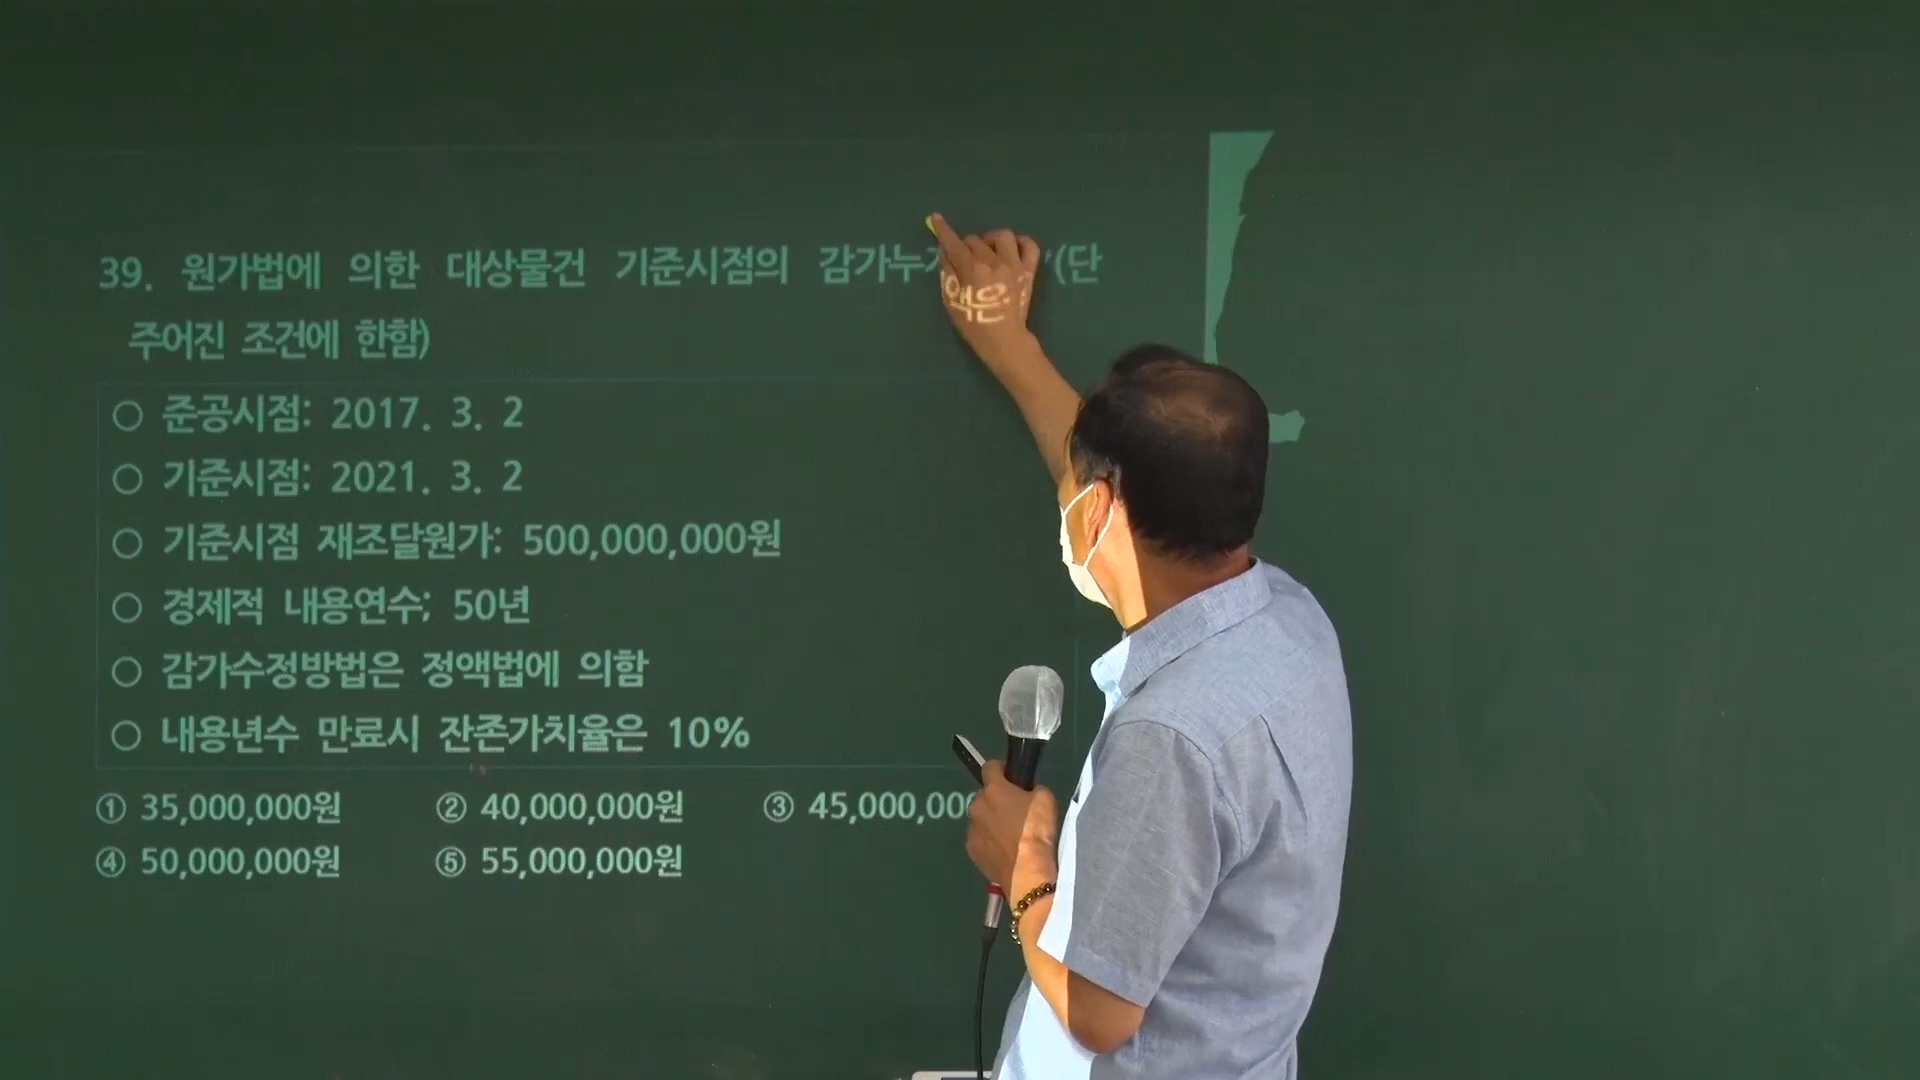 39. 원가법에 의한 대상물건 기준시점의 감가누 액은? (단
주어진 조건에 한함)
○ 준공시점: 2017. 3. 2
○ 기준시점: 2021. 3. 2
○ 기준시점 재조달원가: 500,000,000원
○ 경제적 내용연수; 50년
○ 감가수정방법은 정액법에 의함
○ 내용년수 만료시 잔존가치율은 10%
① 35,000,000원 ② 40,000,000원 ③ 45,000,00
④ 50,000,000원 ⑤ 55,000,000원